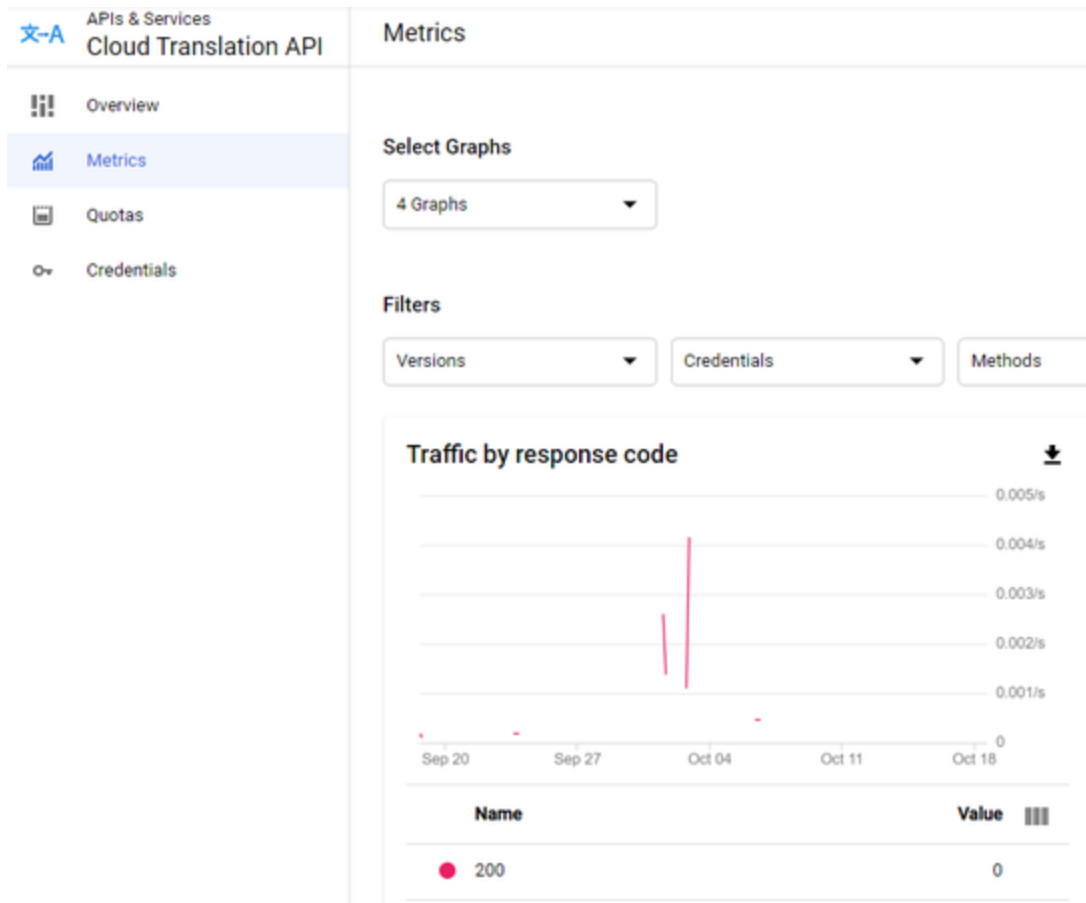 文→A
APIs & Services
Cloud Translation API
Metrics
Overview
Metrics
Quotas
Credentials
Select Graphs
4 Graphs
Filters
Versions
Credentials
Methods
Traffic by response code
0.005/s
0.004/s
0.003/s
0.002/s
0.001/s
0
Sep 20 Sep 27 Oct 04 Oct 11 Oct 18
Name Value
200 0